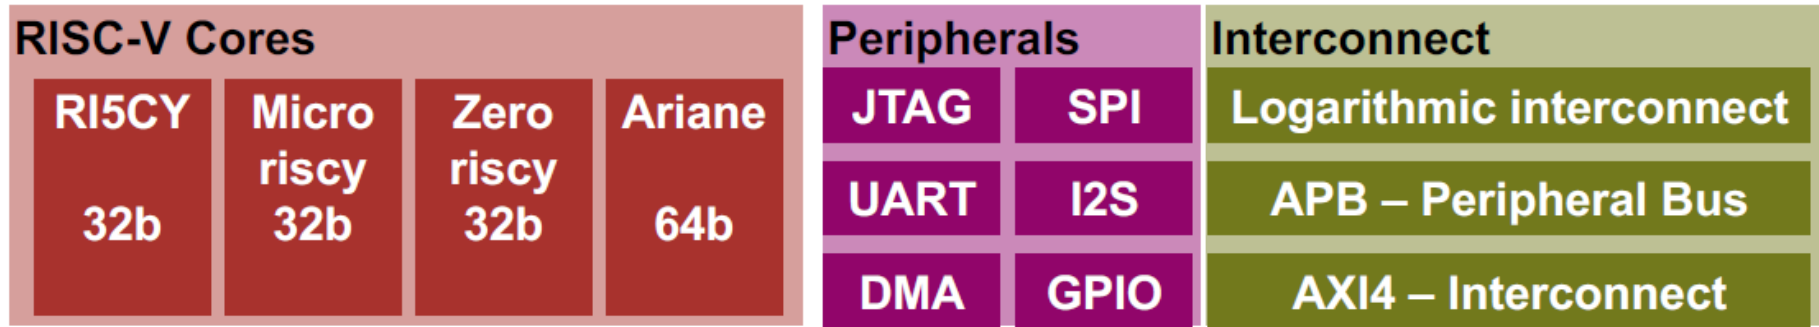 RISC-V Cores
RI5CY
32b
Micro
riscy
32b
Zero
riscy
32b
Ariane
64b
Peripherals
JTAG
SPI
UART
I2S
DMA
GPIO
Interconnect
Logarithmic interconnect
APB – Peripheral Bus
AXI4 – Interconnect